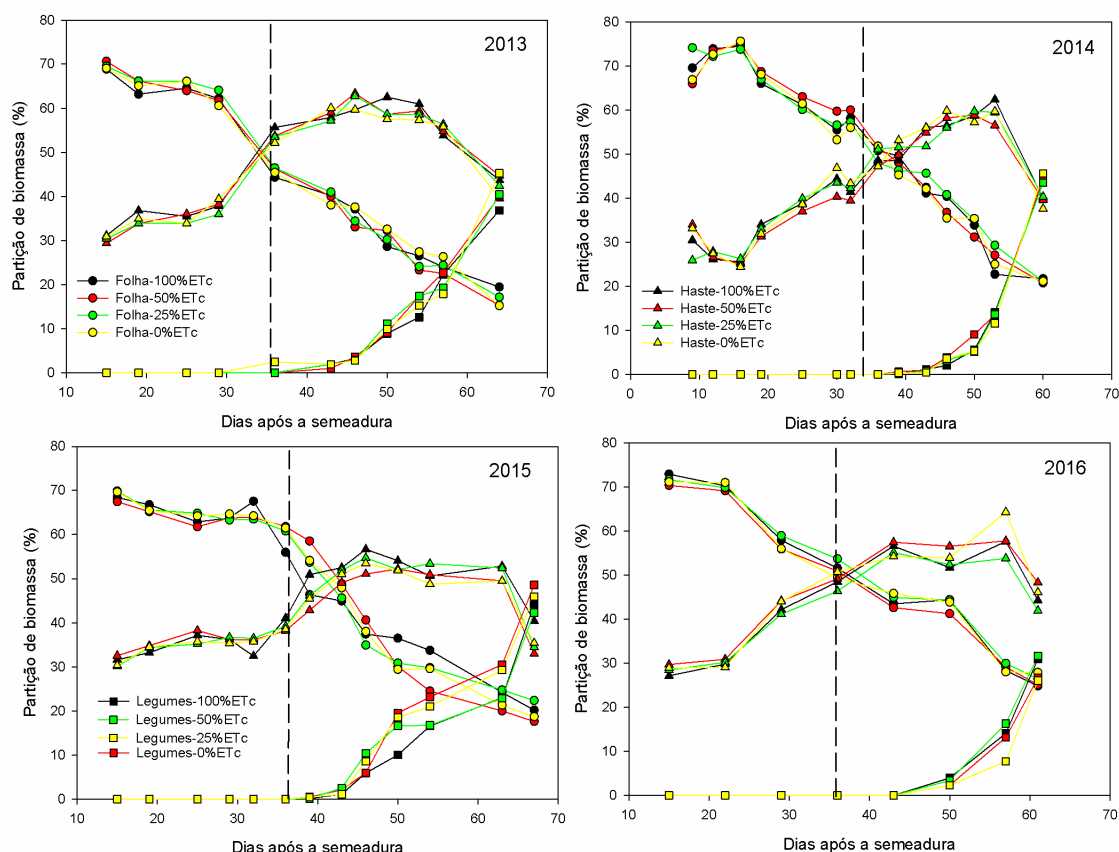 2013
Partição de biomassa (%)
80
70
60
50
40
30
20
10
0
Folha-100%ETc
Folha-50%ETc
Folha-25%ETc
Folha-0%ETc
10 20 30 40 50 60 70
Dias após a semeadura
2014
Partição de biomassa (%)
80
70
60
50
40
30
20
10
0
Haste-100%ETc
Haste-50%ETc
Haste-25%ETc
Haste-0%ETc
10 20 30 40 50 60 70
Dias após a semeadura
2015
Partição de biomassa (%)
80
70
60
50
40
30
20
10
0
Legumes-100%ETc
Legumes-50%ETc
Legumes-25%ETc
Legumes-0%ETc
10 20 30 40 50 60 70
Dias após a semeadura
2016
Partição de biomassa (%)
80
70
60
50
40
30
20
10
0
10 20 30 40 50 60 70
Dias após a semeadura